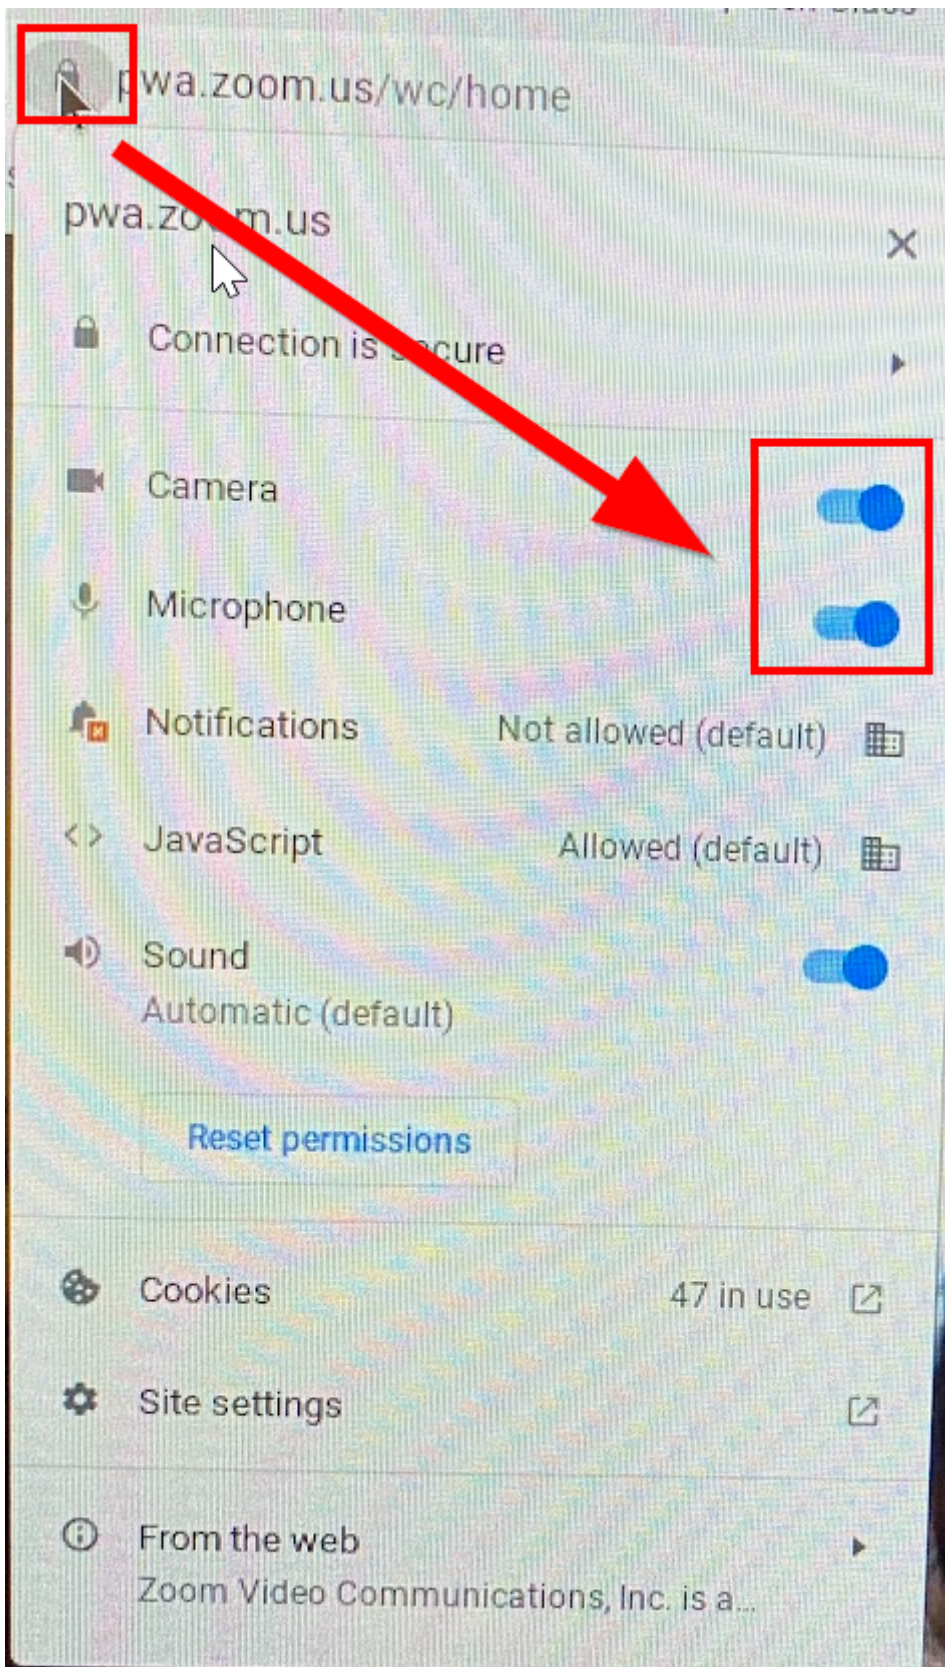 pwa.zoom.us/wc/home
pwa.zoom.us
Connection is secure
Camera
Microphone
Notifications Not allowed (default)
JavaScript Allowed (default)
Sound
Automatic (default)
Reset permissions
Cookies 47 in use
Site settings
From the web
Zoom Video Communications, Inc. is a...